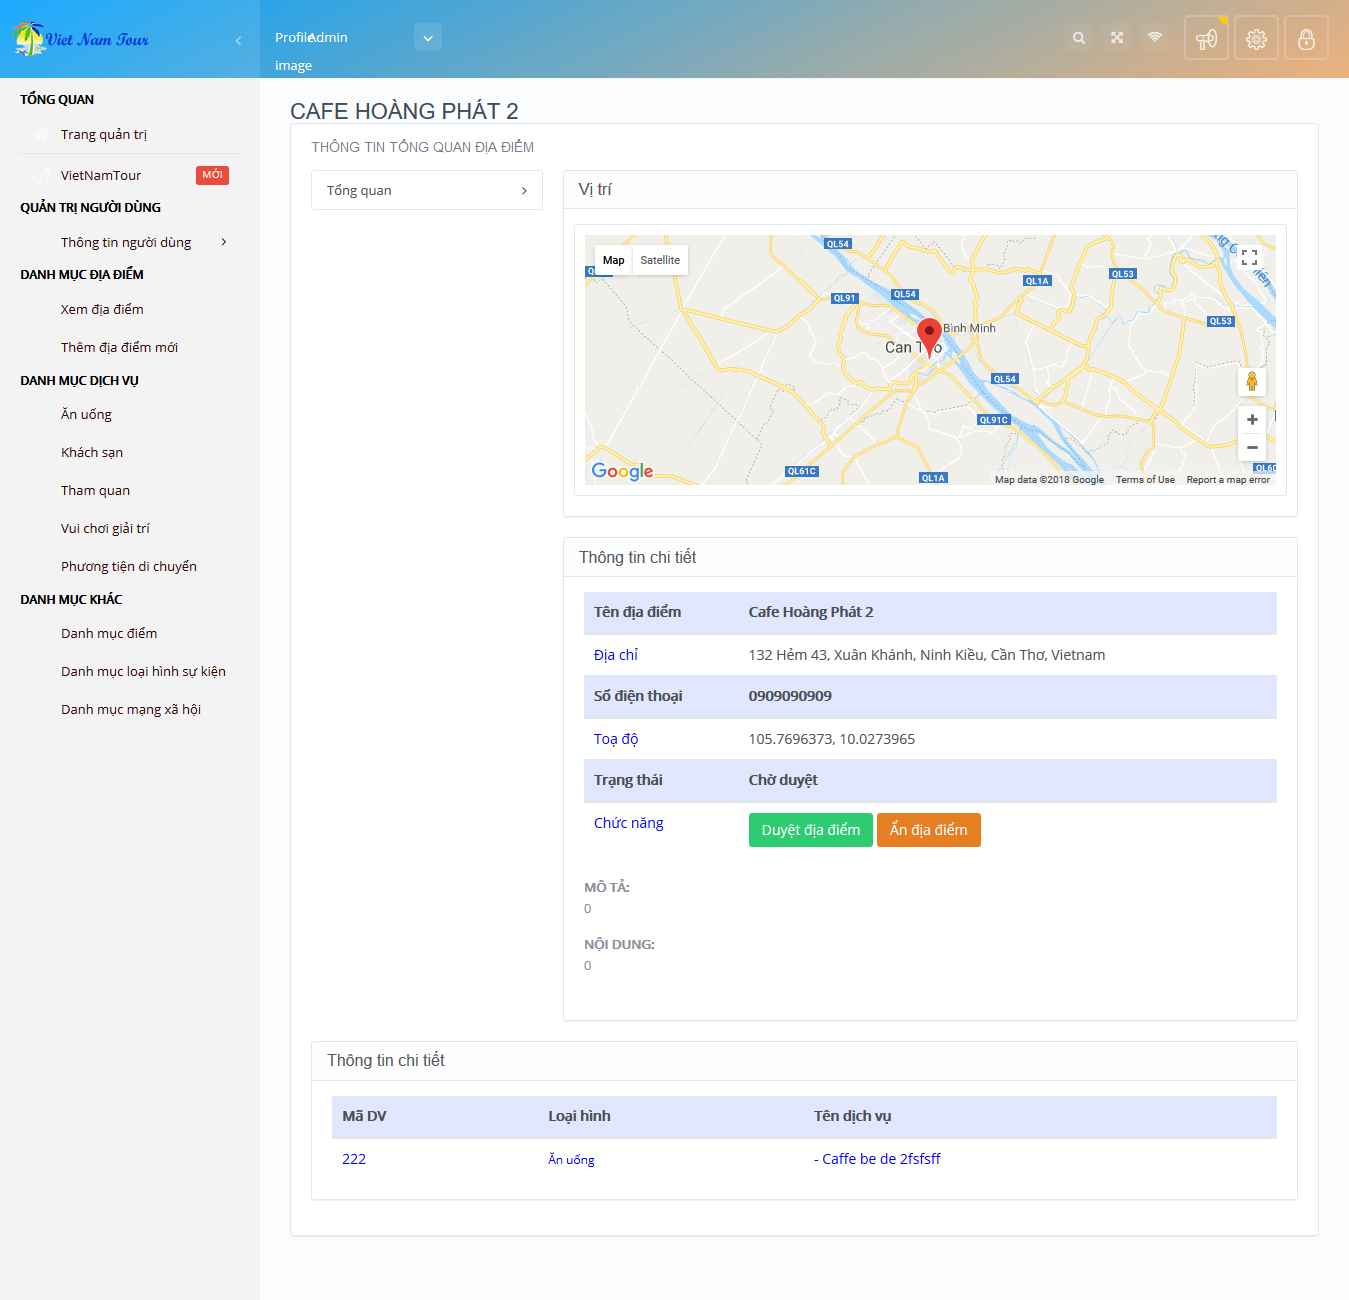 Viet Nam Tour
Profile image
Admin
TỔNG QUAN
Trang quản trị
VietNamTour
MỚI
QUẢN TRỊ NGƯỜI DÙNG
Thông tin người dùng
DANH MỤC ĐỊA ĐIỂM
Xem địa điểm
Thêm địa điểm mới
DANH MỤC DỊCH VỤ
Ăn uống
Khách sạn
Tham quan
Vui chơi giải trí
Phương tiện di chuyển
DANH MỤC KHÁC
Danh mục điểm
Danh mục loại hình sự kiện
Danh mục mạng xã hội
CAFE HOÀNG PHÁT 2
THÔNG TIN TỔNG QUAN ĐỊA ĐIỂM
Tổng quan
Vị trí
Map
Satellite
QL54
QL91
QL54
QL1A
QL53
QL53
Bình Minh
QL54
QL91C
QL61C
QL1A
Google
Map data ©2018 Google
Terms of Use
Report a map error
Thông tin chi tiết
Tên địa điểm
Cafe Hoàng Phát 2
Địa chỉ
132 Hẻm 43, Xuân Khánh, Ninh Kiều, Cần Thơ, Vietnam
Số điện thoại
0909090909
Toạ độ
105.7696373, 10.0273965
Trạng thái
Chờ duyệt
Chức năng
Duyệt địa điểm
Ẩn địa điểm
MÔ TẢ:
0
NỘI DUNG:
0
Thông tin chi tiết
Mã DV
Loại hình
Tên dịch vụ
222
Ăn uống
- Caffe be de 2fsfsff